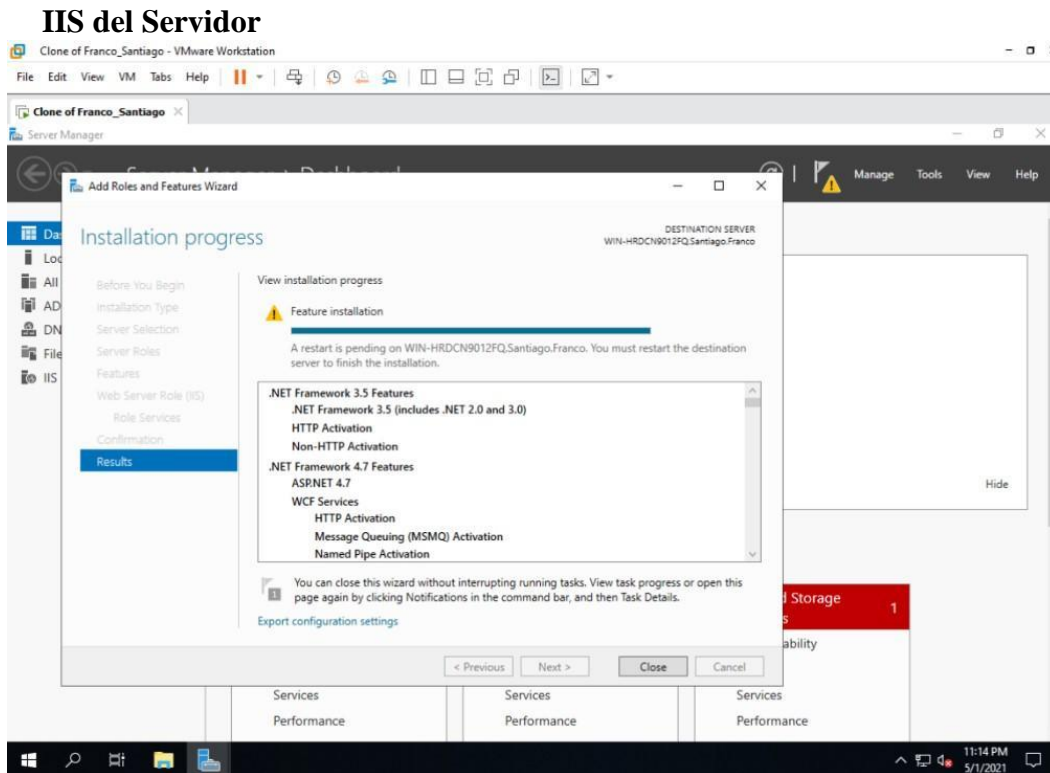 IIS del Servidor
Clone of Franco_Santiago - VMware Workstation
File Edit View VM Tabs Help
Clone of Franco_Santiago
Server Manager
Manage Tools View Help
Add Roles and Features Wizard
Installation progress
DESTINATION SERVER
WIN-HRDCN9012FQ.Santiago.Franco
Da
Loc
All
AD
DN
File
IIS
Before You Begin
Installation Type
Server Selection
Server Roles
Features
Web Server Role (IIS)
Role Services
Confirmation
Results
View installation progress
Feature installation
A restart is pending on WIN-HRDCN9012FQ.Santiago.Franco. You must restart the destination
server to finish the installation.
.NET Framework 3.5 Features
.NET Framework 3.5 (includes .NET 2.0 and 3.0)
HTTP Activation
Non-HTTP Activation
.NET Framework 4.7 Features
ASP.NET 4.7
WCF Services
HTTP Activation
Message Queuing (MSMQ) Activation
Named Pipe Activation
1
You can close this wizard without interrupting running tasks. View task progress or open this
page again by clicking Notifications in the command bar, and then Task Details.
Export configuration settings
< Previous Next > Close Cancel
Hide
d Storage
s
1
ability
Services Services Services
Performance Performance Performance
11:14 PM
5/1/2021